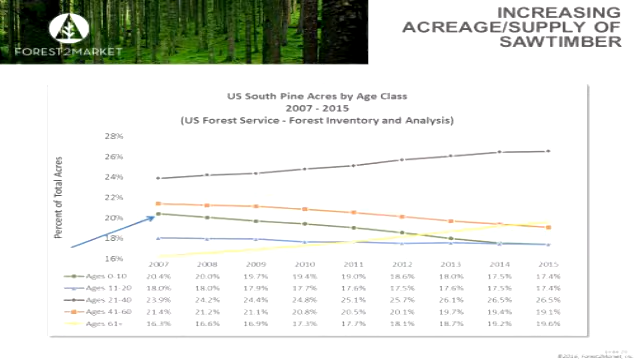 INCREASING
ACREAGE/SUPPLY OF
SAWTIMBER
FOREST2MARKET
US South Pine Acres by Age Class
2007 - 2015
(US Forest Service - Forest Inventory and Analysis)
Percent of Total Acres
28%
26%
24%
22%
20%
18%
16%
2007 2008 2009 2010 2011 2012 2013 2014 2015
Ages 0-10 20.4% 20.0% 19.7% 19.4% 19.0% 18.6% 18.0% 17.5% 17.4%
Ages 11-20 18.0% 18.0% 17.9% 17.7% 17.6% 17.5% 17.6% 17.5% 17.4%
Ages 21-40 23.9% 24.2% 24.4% 24.8% 25.1% 25.7% 26.1% 26.5% 26.5%
Ages 41-60 21.4% 21.2% 21.1% 20.8% 20.5% 20.1% 19.7% 19.4% 19.1%
Ages 61+ 16.3% 16.6% 16.9% 17.3% 17.7% 18.1% 18.7% 19.2% 19.6%